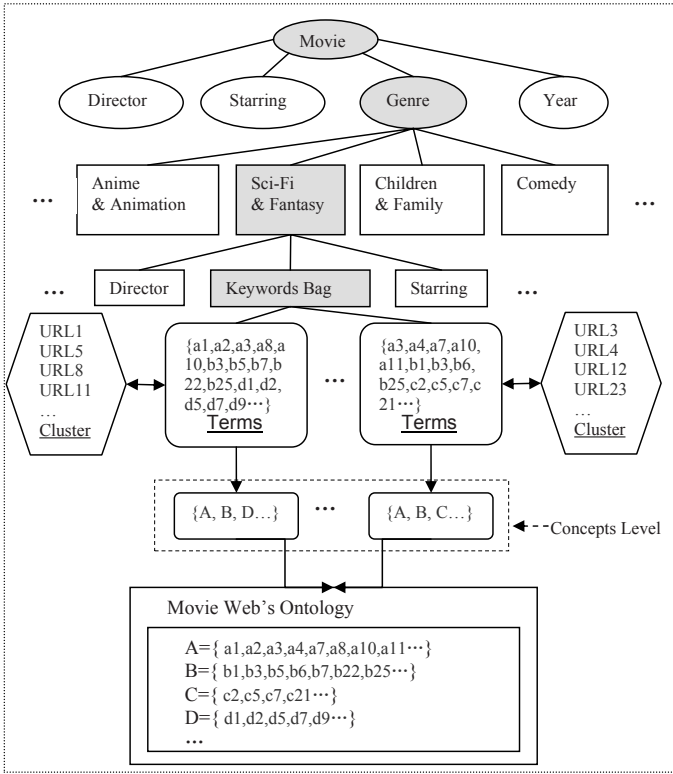 Movie
Director
Starring
Genre
Year
Anime
& Animation
Sci-Fi
& Fantasy
Children
& Family
Comedy
…
…
Director
Keywords Bag
Starring
…
…
URL1
URL5
URL8
URL11
…
Cluster
{a1,a2,a3,a8,a
10,b3,b5,b7,b
22,b25,d1,d2,
d5,d7,d9⋯}
Terms
…
{a3,a4,a7,a10,
a11,b1,b3,b6,
b25,c2,c5,c7,c
21⋯}
Terms
URL3
URL4
URL12
URL23
…
Cluster
{A, B, D…}
…
{A, B, C…}
Concepts Level
Movie Web’s Ontology
A={ a1,a2,a3,a4,a7,a8,a10,a11⋯}
B={ b1,b3,b5,b6,b7,b22,b25⋯}
C={ c2,c5,c7,c21⋯}
D={ d1,d2,d5,d7,d9⋯}
…